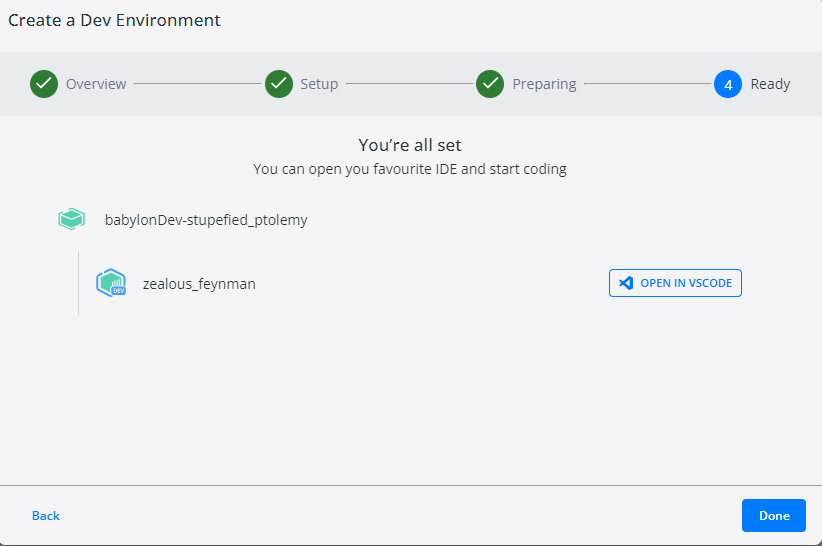 Create a Dev Environment
Overview
Setup
Preparing
4 Ready
You're all set
You can open you favourite IDE and start coding
babylonDev-stupefied_ptolemy
DEV
zealous_feynman
OPEN IN VSCODE
Back
Done